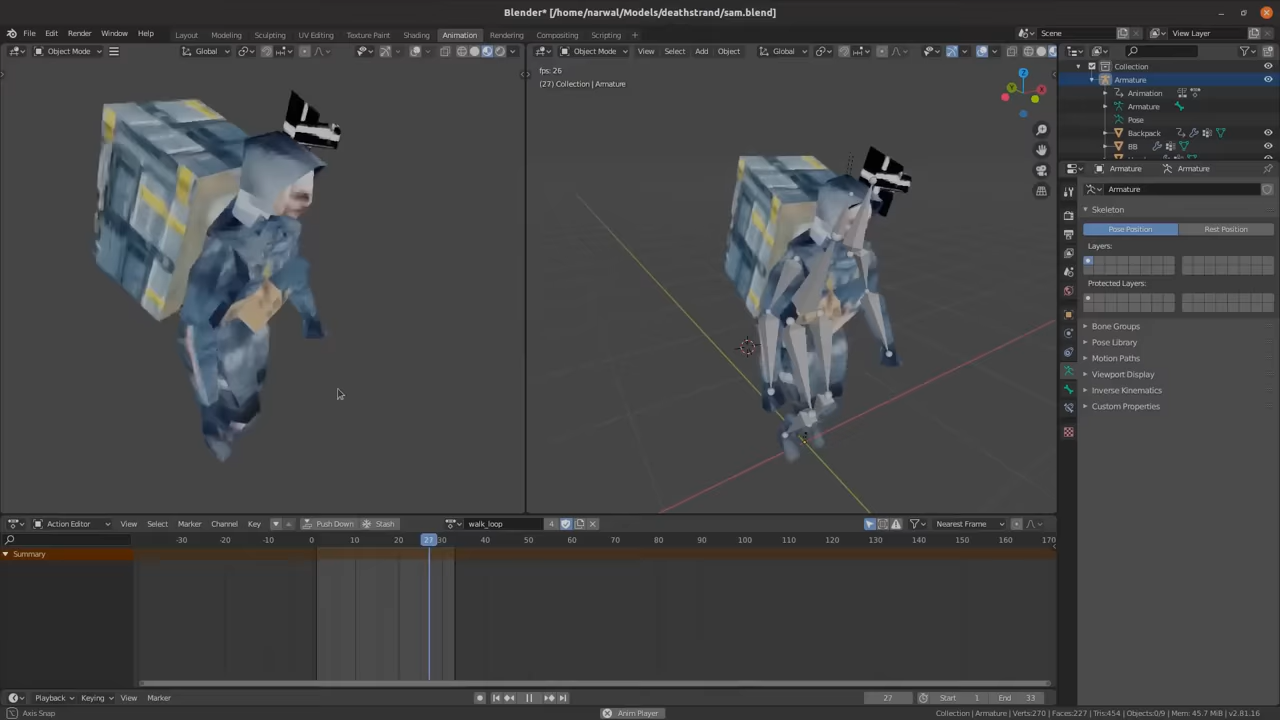 Blender* [/home/narwal/Models/deathstrand/sam.blend]
File Edit Render Window Help Layout Modeling Sculpting UV Editing Texture Paint Shading Animation Rendering Compositing Scripting + Scene View Layer
Object Mode Global Object Mode View Select Add Object Global
fps: 26
(27) Collection | Armature
Z
Collection
Armature
Animation
Armature
Pose
Backpack
BB
Armature Armature
Armature
Skeleton
Pose Position Rest Position
Layers:
Protected Layers:
Bone Groups
Pose Library
Motion Paths
Viewport Display
Inverse Kinematics
Custom Properties
Action Editor View Select Marker Channel Key Push Down Stash walk_loop 4 Nearest Frame
-30 -20 -10 0 10 20 27 30 40 50 60 70 80 90 100 110 120 130 140 150 160 170
Summary
Playback Keying View Marker 27 Start 1 End 33
Axis Snap Anim Player Collection | Armature | Verts:270 | Faces:227 | Tris:454 | Objects:0/9 | Mem: 45.7 MiB | v2.81.16